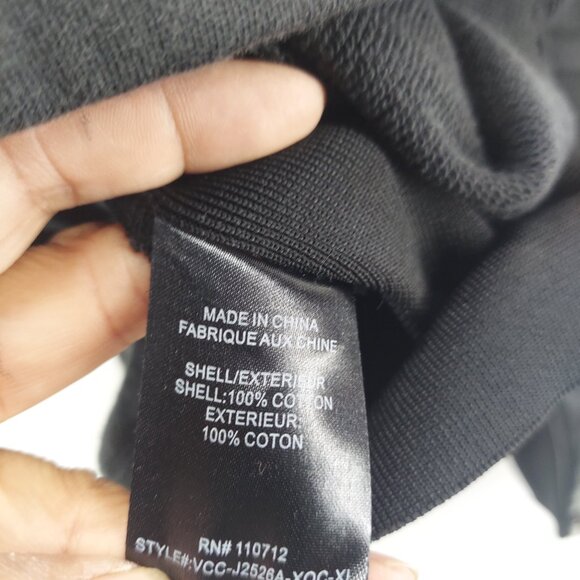 MADE IN CHINA
FABRIQUE AUX CHINE
SHELL/EXTERIEUR
SHELL:100% COTTON
EXTERIEUR:
100% COTON
RN# 110712
STYLE#:VCC-J2526A-XOC-XL